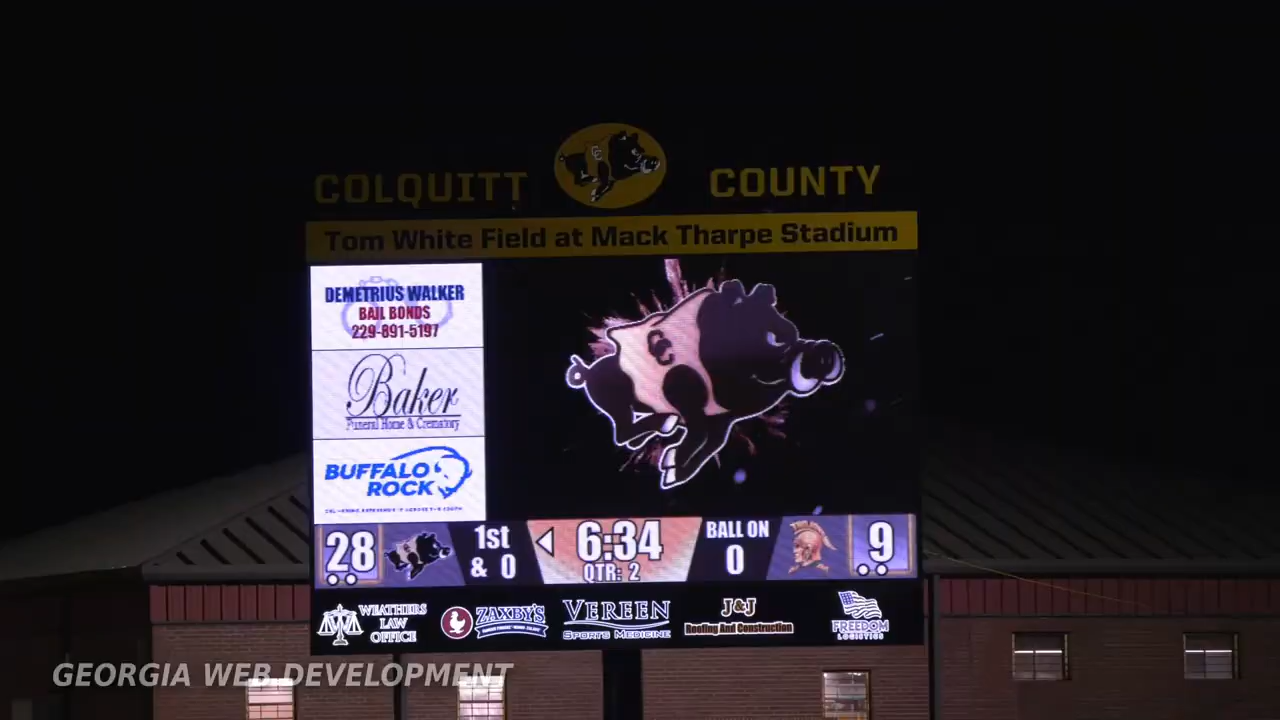 COLQUITT COUNTY
Tom White Field at Mack Tharpe Stadium
DEMETRIUS WALKER
BAIL BONDS
229-891-5197
Baker
Funeral Home & Crematory
BUFFALO
ROCK
CC
28
1st
& 0
6:34
QTR: 2
BALL ON
0
9
WEATHERS
LAW
OFFICE
ZAXBY'S
VEREEN
SPORTS MEDICINE
J&J
Roofing And Construction
FREEDOM
LOGISTICS
GEORGIA WEB DEVELOPMENT